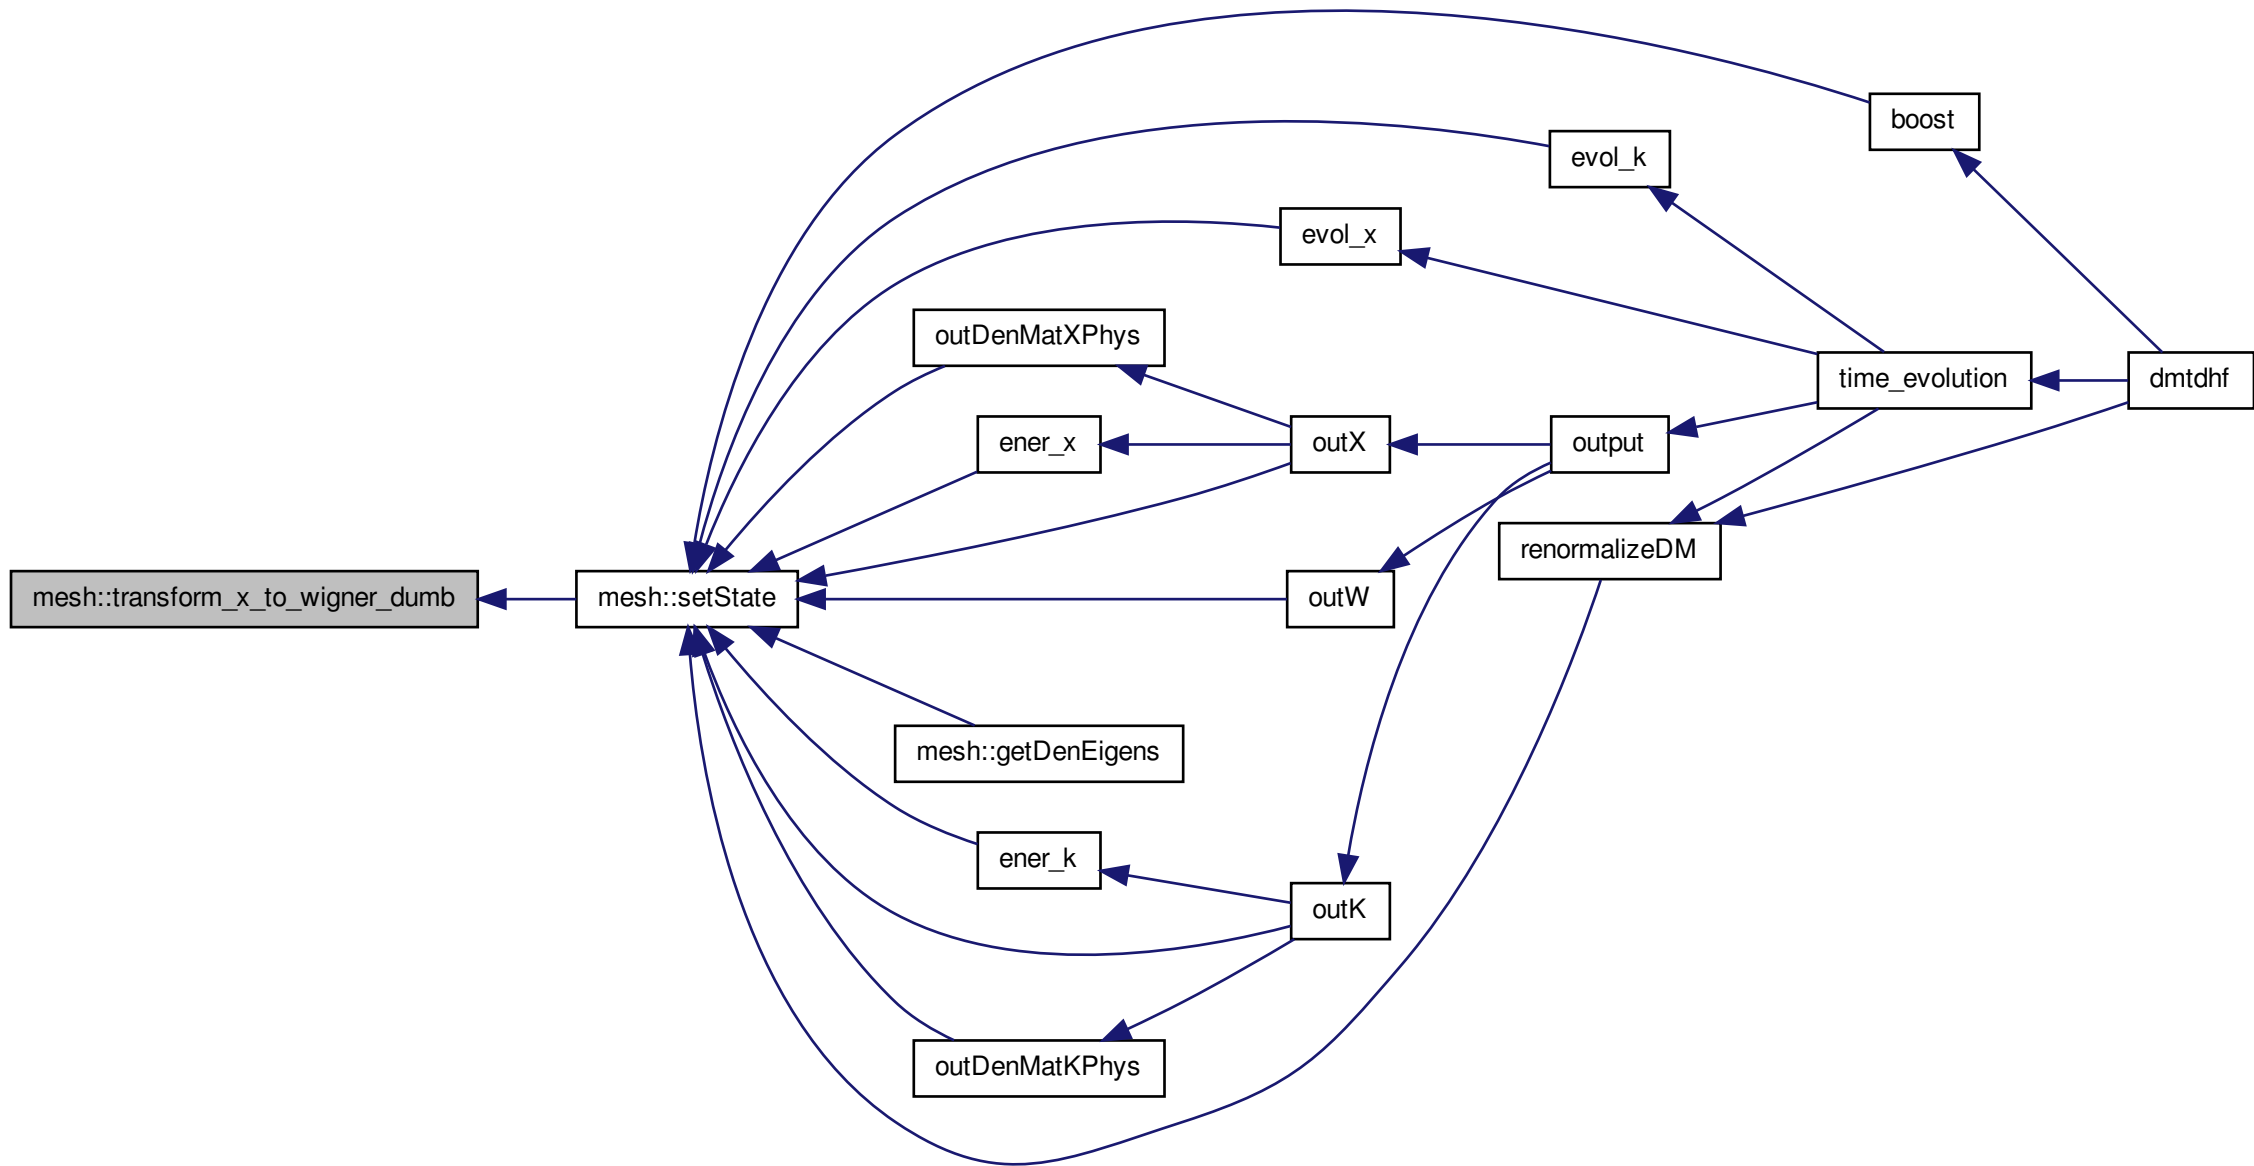 boost
evol_k
evol_x
outDenMatXPhys
time_evolution
dmtdhf
ener_x
outX
output
renormalizeDM
mesh::transform_x_to_wigner_dumb
mesh::setState
outW
mesh::getDenEigens
ener_k
outK
outDenMatKPhys